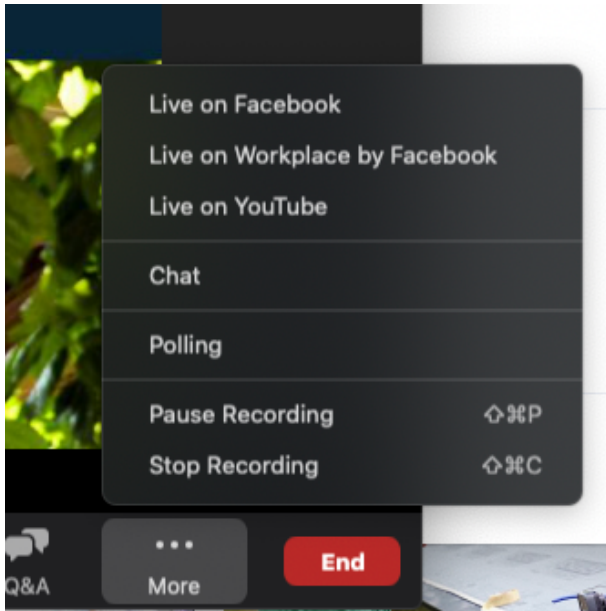 Live on Facebook
Live on Workplace by Facebook
Live on YouTube
Chat
Polling
Pause Recording ⇧⌘P
Stop Recording ⇧⌘C
Q&A
More
End